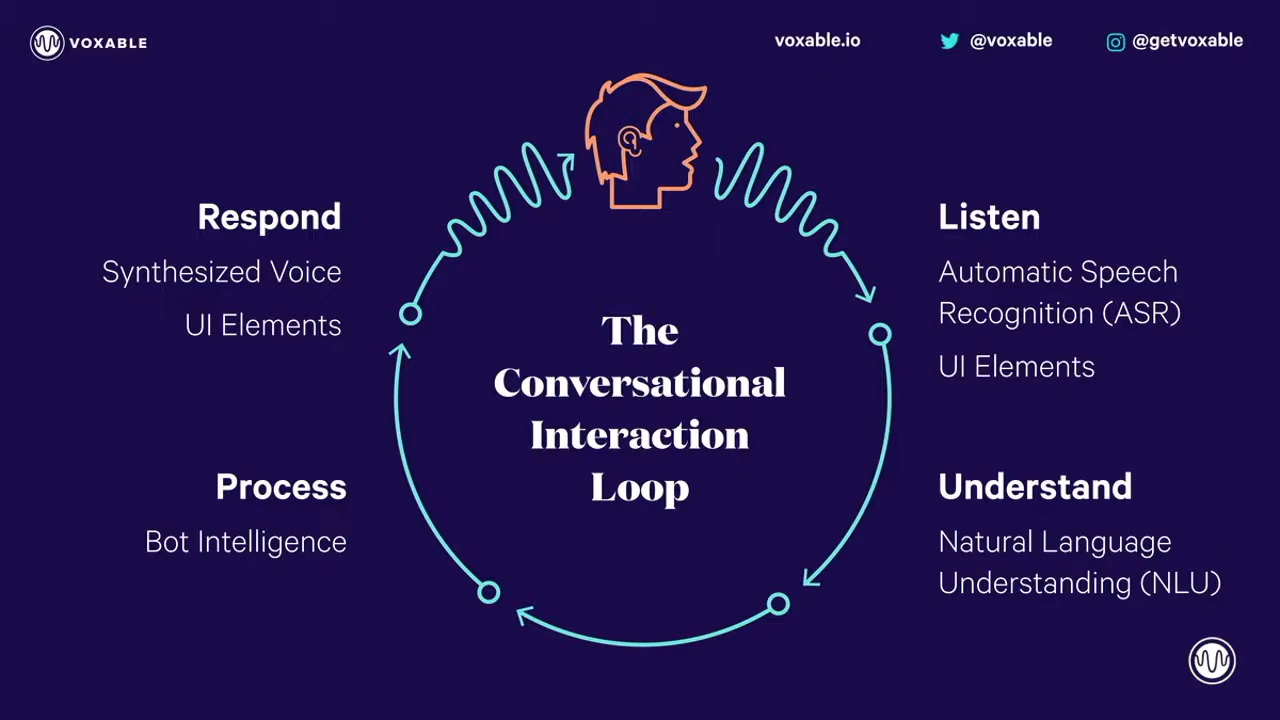 VOXABLE
voxable.io
@voxable
@getvoxable
Respond
Synthesized Voice
UI Elements
Listen
Automatic Speech
Recognition (ASR)
UI Elements
The
Conversational
Interaction
Loop
Process
Bot Intelligence
Understand
Natural Language
Understanding (NLU)